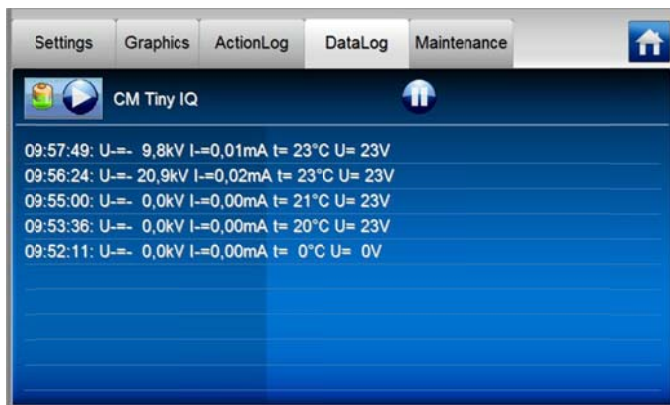 Settings Graphics ActionLog DataLog Maintenance
CM Tiny IQ
09:57:49: U-=- 9,8kV I-=0,01mA t= 23°C U= 23V
09:56:24: U-=- 20,9kV I-=0,02mA t= 23°C U= 23V
09:55:00: U-=- 0,0kV I-=0,00mA t= 21°C U= 23V
09:53:36: U-=- 0,0kV I-=0,00mA t= 20°C U= 23V
09:52:11: U-=- 0,0kV I-=0,00mA t= 0°C U= 0V